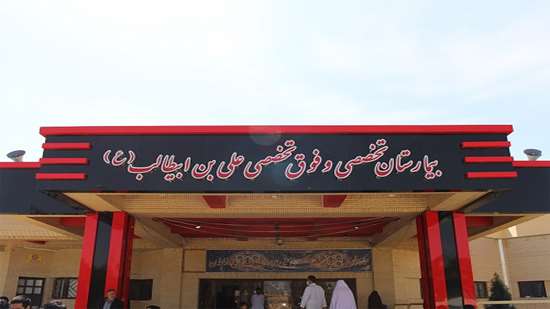 بیمارستان تخصصی و فوق تخصصی علی بن ابیطالب (ع)